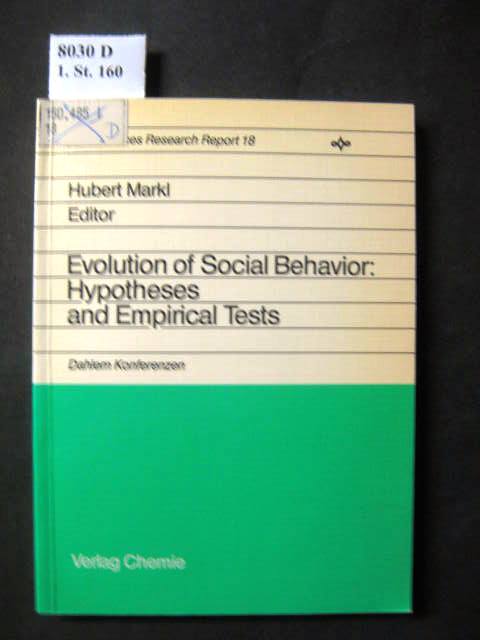 8030 D
1. St. 160
D
Research Report 18
Hubert Markl
Editor
Evolution of Social Behavior:
Hypotheses
and Empirical Tests
Dahlem Konferenzen
Verlag Chemie